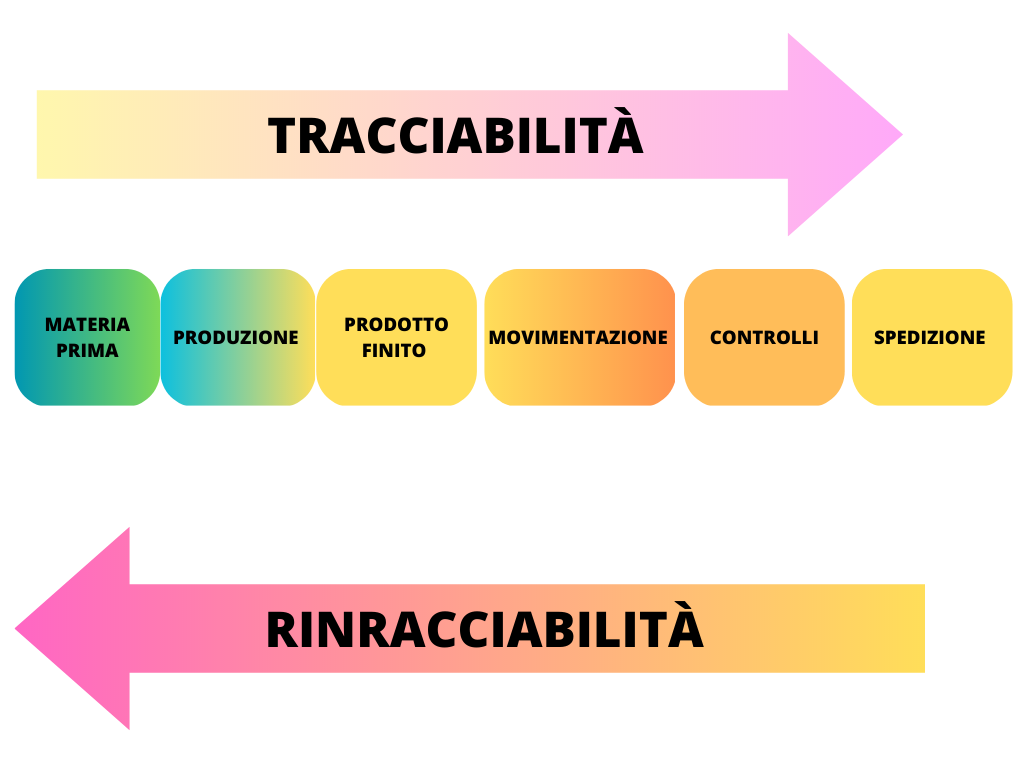 TRACCIABILITÀ
MATERIA
PRIMA
PRODUZIONE
PRODOTTO
FINITO
MOVIMENTAZIONE
CONTROLLI
SPEDIZIONE
RINRACCIABILITÀ